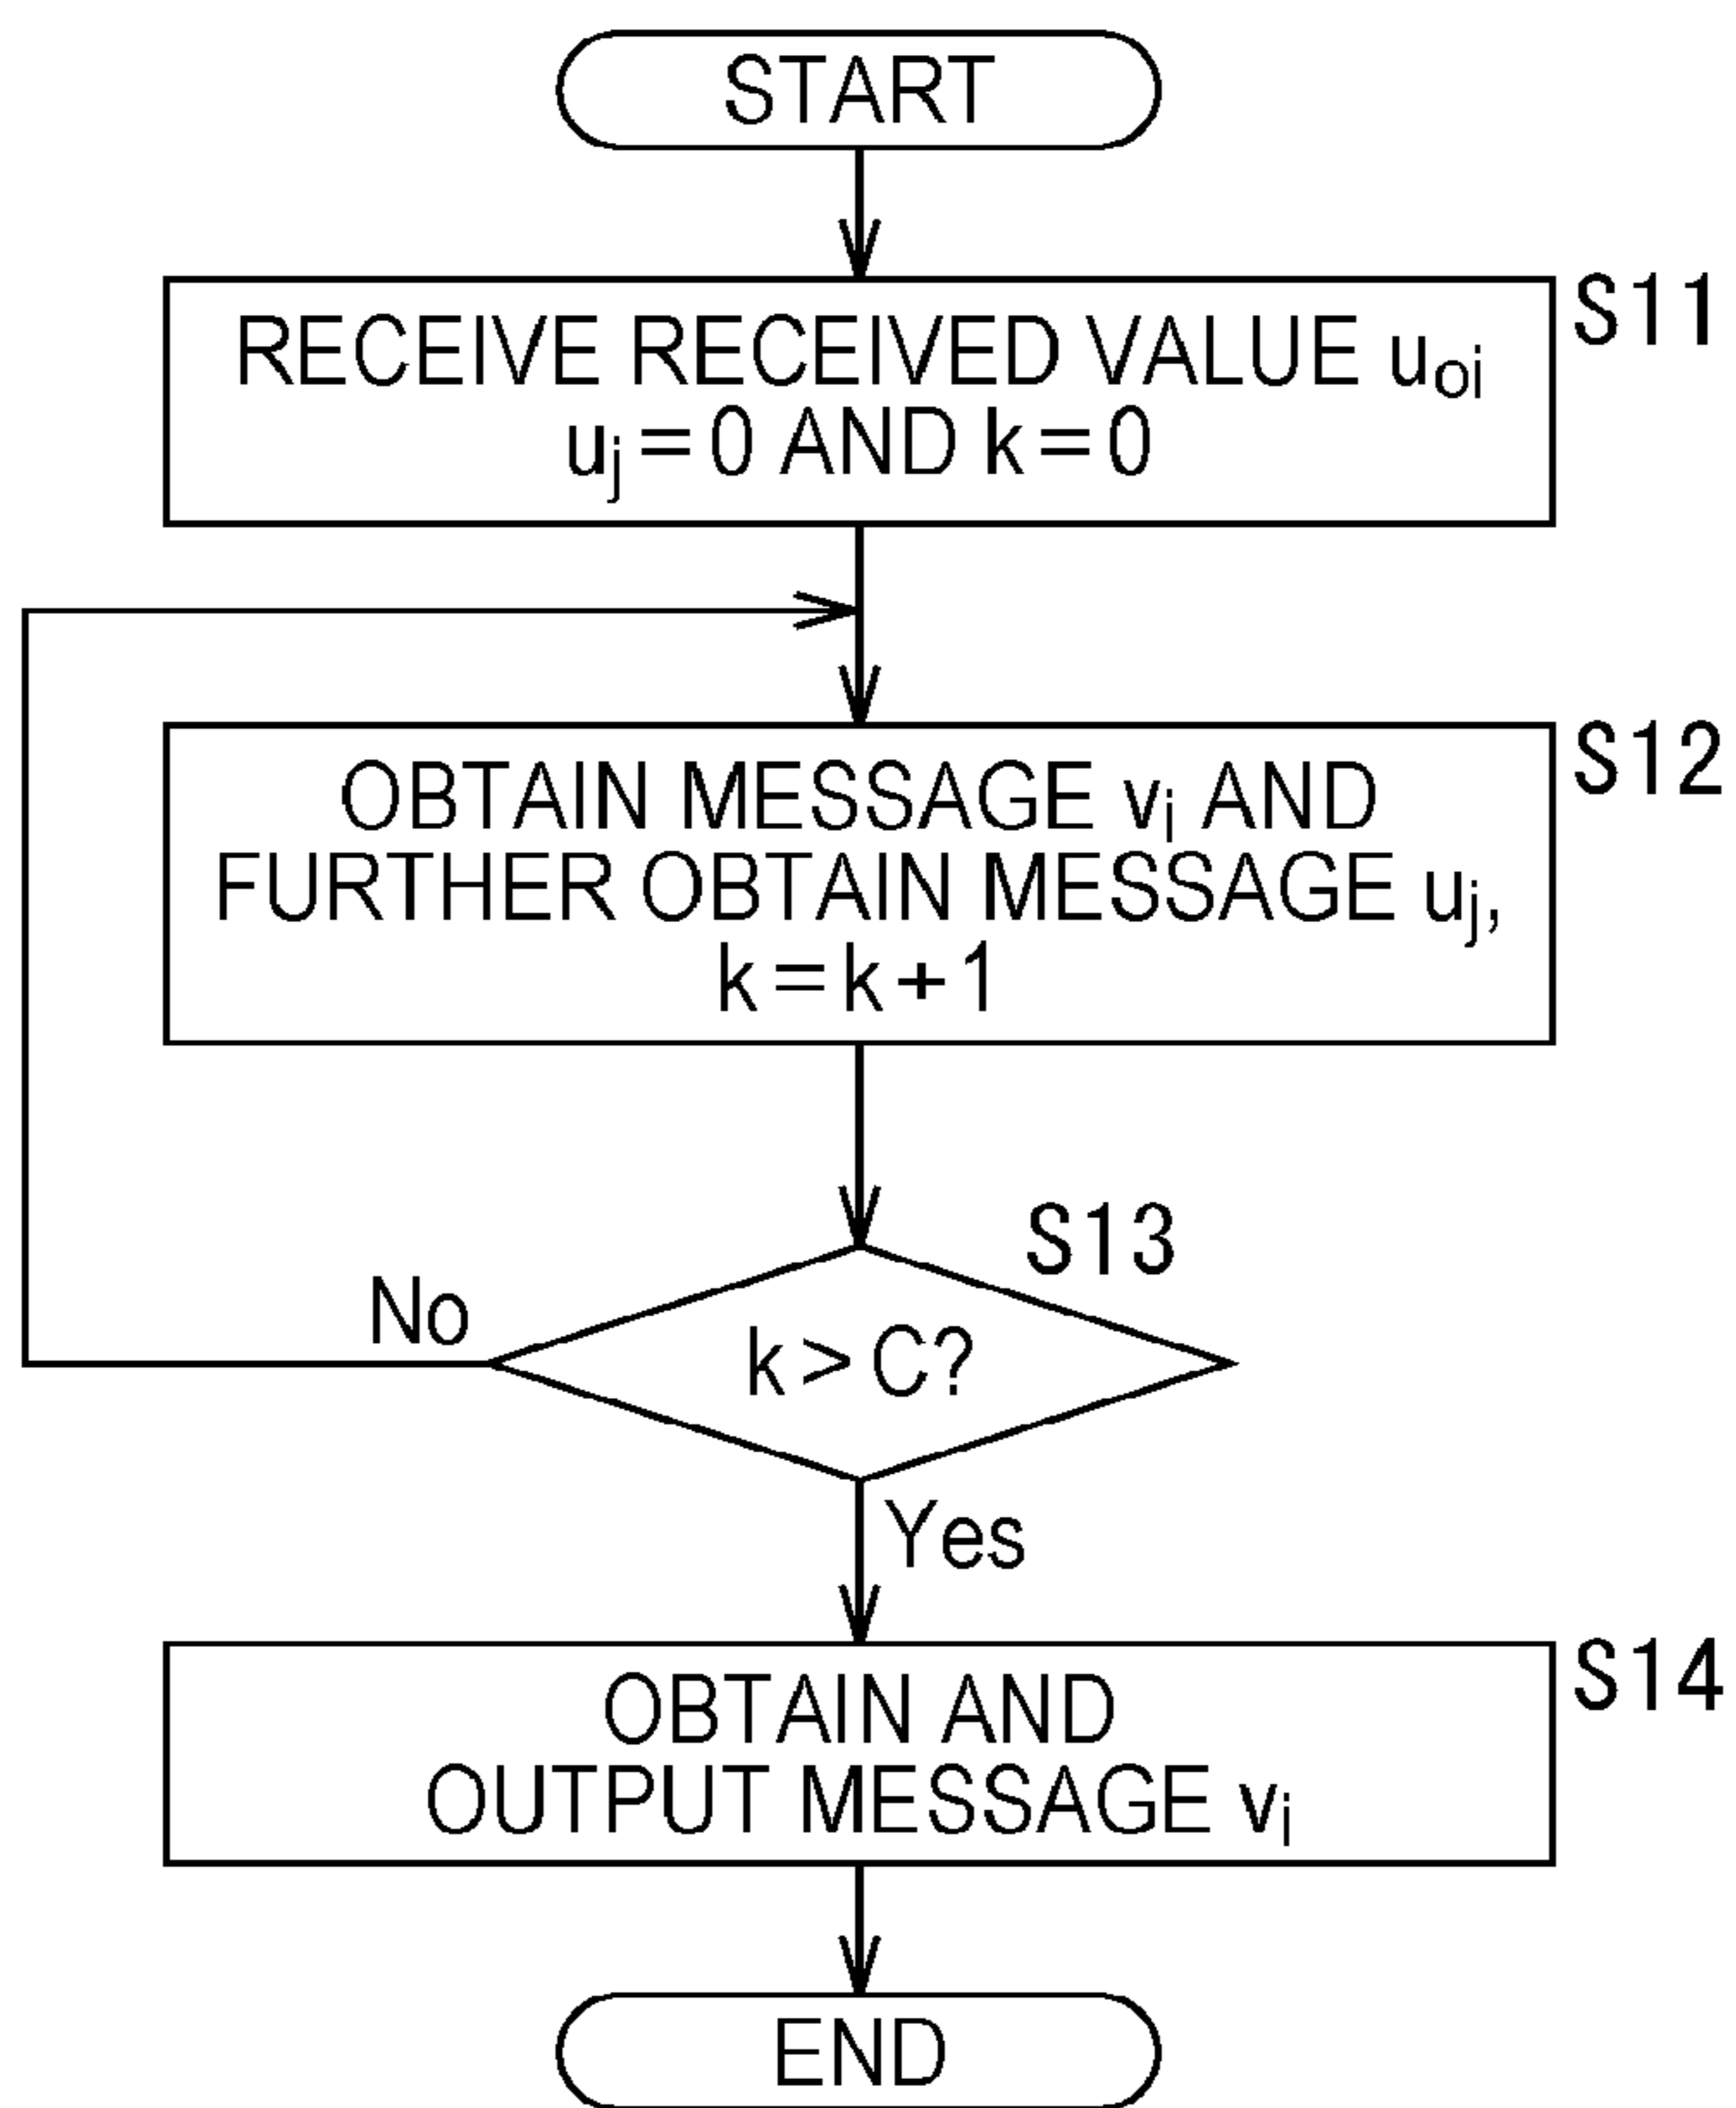 START
S11
RECEIVE RECEIVED VALUE uoi
uj=0 AND k=0
S12
OBTAIN MESSAGE vi AND
FURTHER OBTAIN MESSAGE uj,
k=k+1
S13
No
k>C?
Yes
S14
OBTAIN AND
OUTPUT MESSAGE vi
END